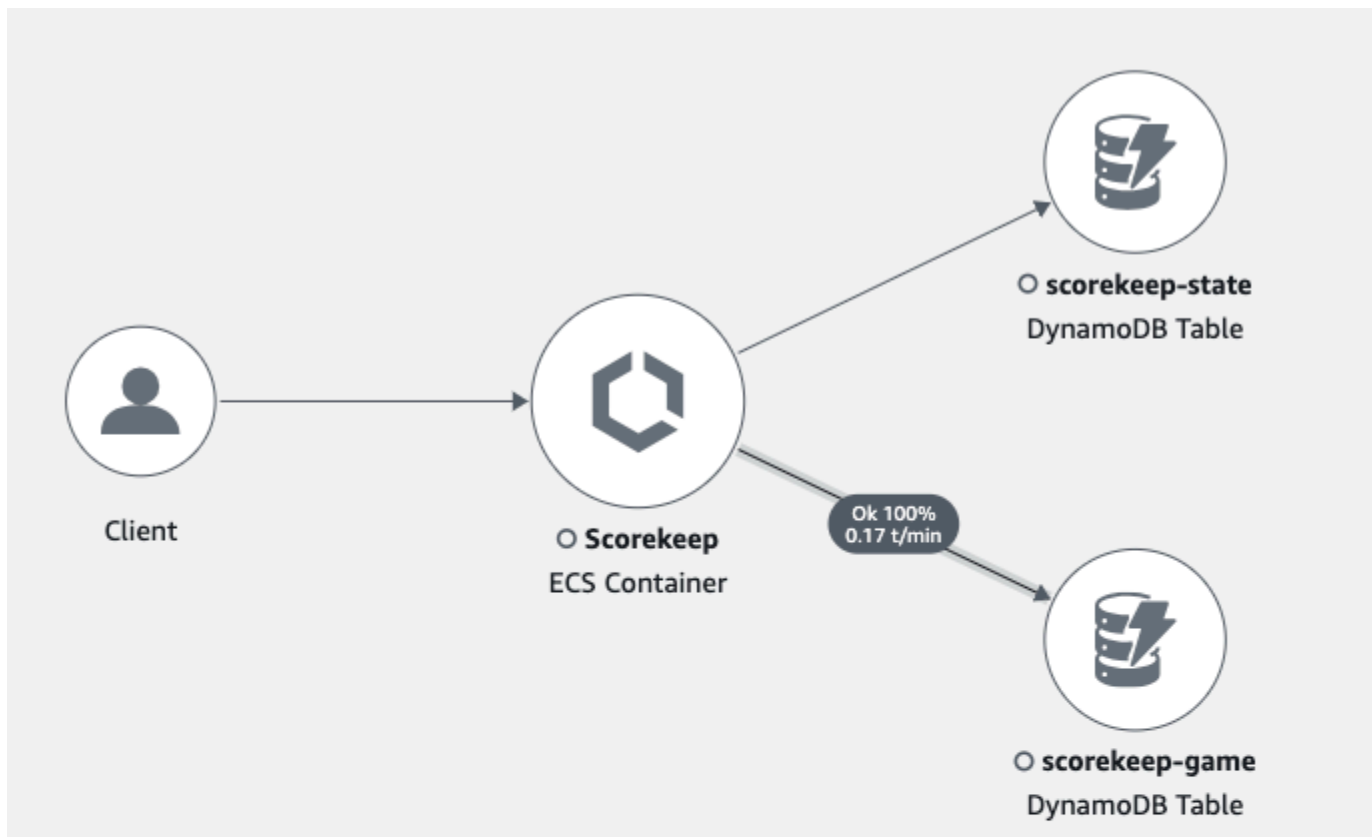 scorekeep-state
DynamoDB Table
Client
Scorekeep
ECS Container
Ok 100%
0.17 t/min
scorekeep-game
DynamoDB Table